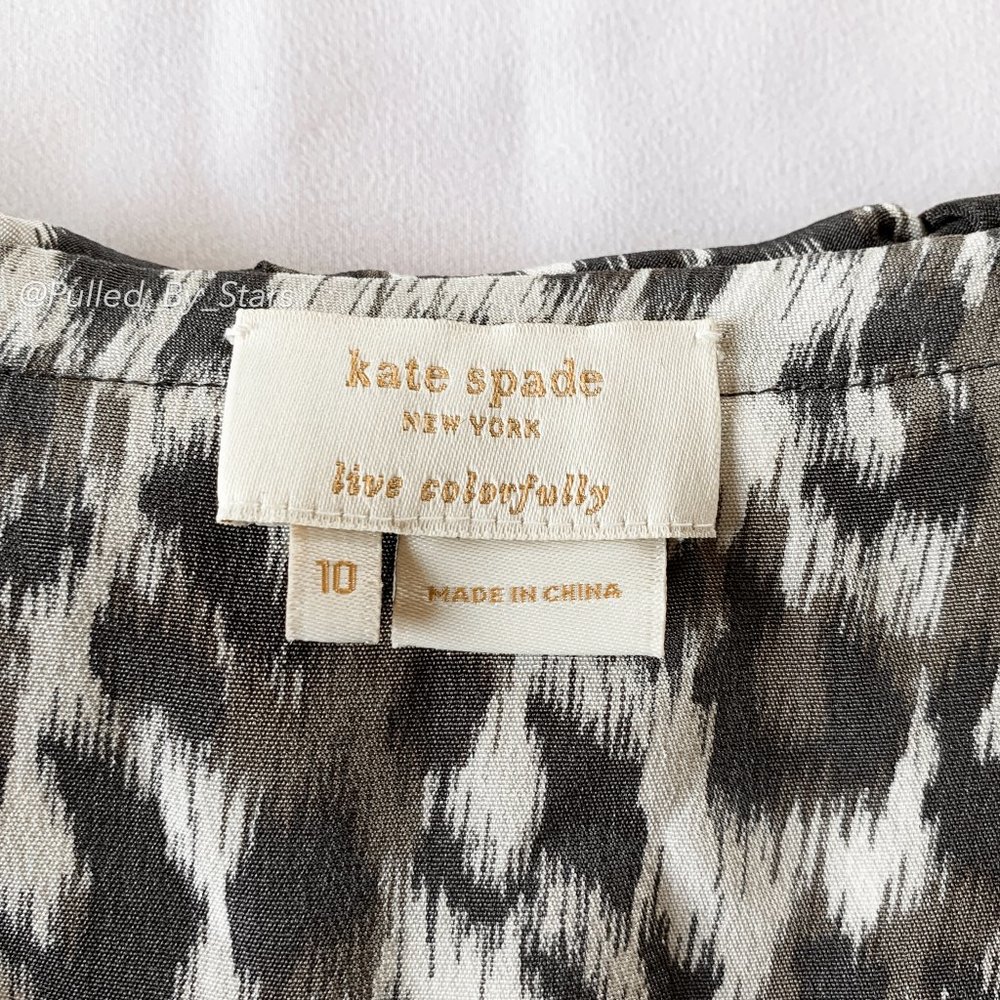 @Pulled_By_Stars
kate spade
NEW YORK
live colorfully
10
MADE IN CHINA